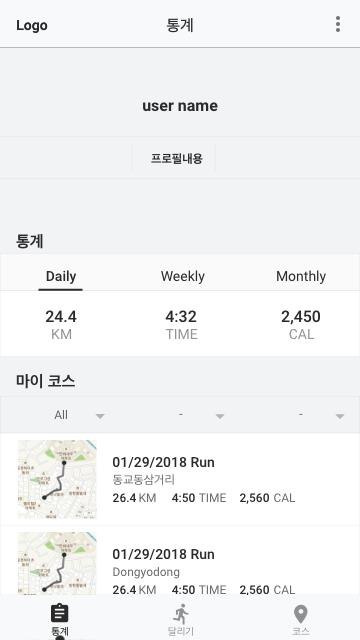 Logo 통계
user name
프로필내용
통계
Daily Weekly Monthly
24.4 4:32 2,450
KM TIME CAL
마이 코스
All - -
01/29/2018 Run
동교동삼거리
26.4 KM 4:50 TIME 2,560 CAL
01/29/2018 Run
Dongyodong
26.4 KM 4:50 TIME 2,560 CAL
통계 달리기 코스